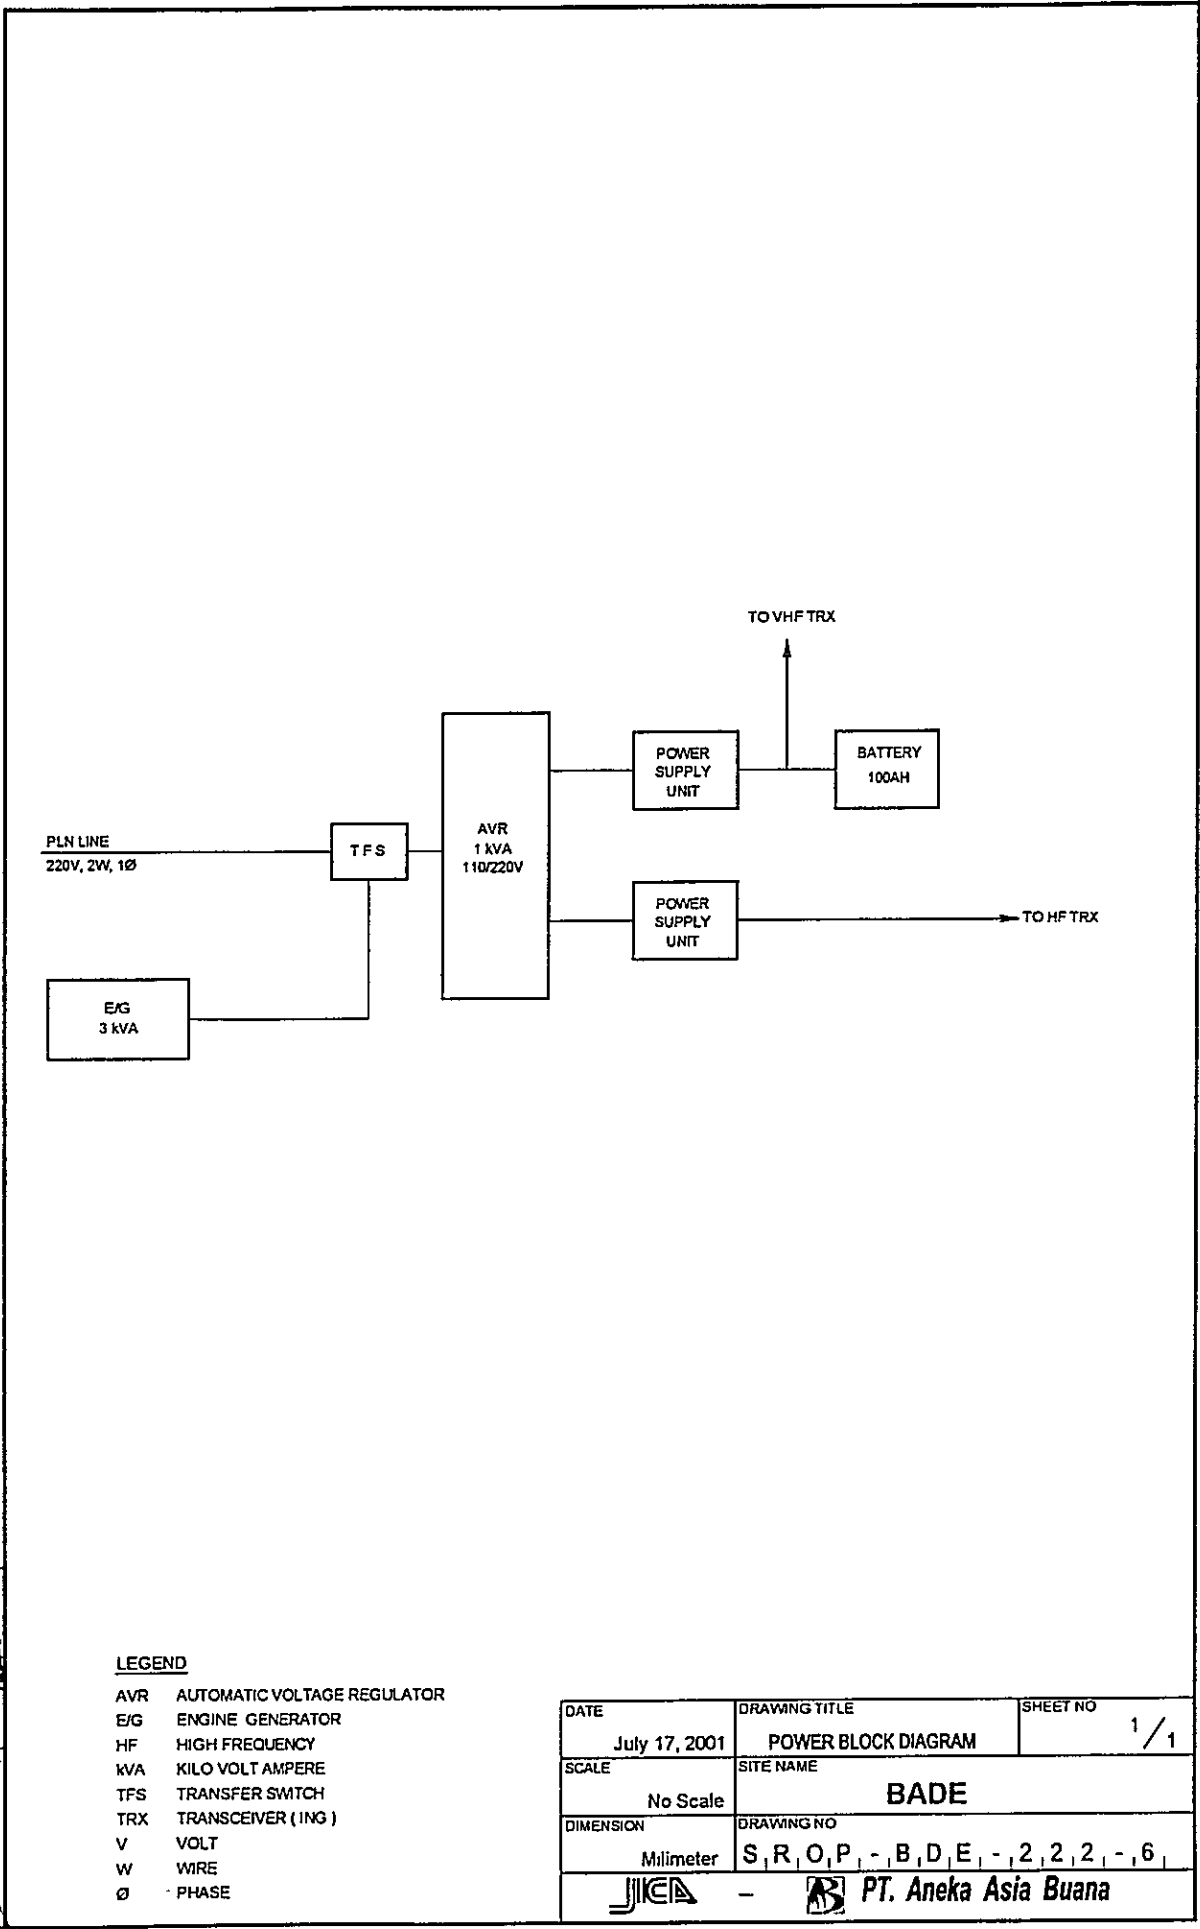 TO VHF TRX
POWER
SUPPLY
UNIT
BATTERY
100AH
PLN LINE
220V, 2W, 1Ø
TFS
AVR
1 kVA
110/220V
POWER
SUPPLY
UNIT
TO HF TRX
E/G
3 kVA
LEGEND
AVR AUTOMATIC VOLTAGE REGULATOR
E/G ENGINE GENERATOR
HF HIGH FREQUENCY
kVA KILO VOLT AMPERE
TFS TRANSFER SWITCH
TRX TRANSCEIVER ( ING )
V VOLT
W WIRE
Ø - PHASE
DATE
July 17, 2001
DRAWING TITLE
POWER BLOCK DIAGRAM
SHEET NO
1/1
SCALE
No Scale
SITE NAME
BADE
DIMENSION
Milimeter
DRAWING NO
SROP-BDE-222-6
JICA - PT. Aneka Asia Buana